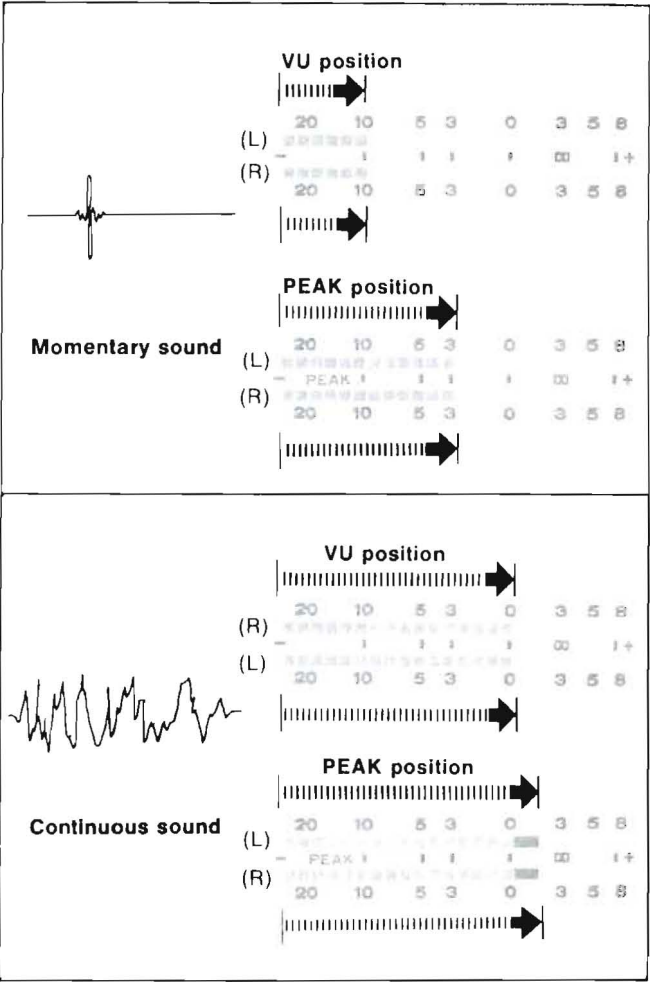 VU position
20 10 5 3 0 3 5 8
(L)
- +
(R)
20 10 5 3 0 3 5 8
PEAK position
Momentary sound
20 10 5 3 0 3 5 8
(L)
- PEAK +
(R)
20 10 5 3 0 3 5 8
VU position
20 10 5 3 0 3 5 8
(R)
- +
(L)
20 10 5 3 0 3 5 8
PEAK position
Continuous sound
20 10 5 3 0 3 5 8
(L)
- PEAK +
(R)
20 10 5 3 0 3 5 8